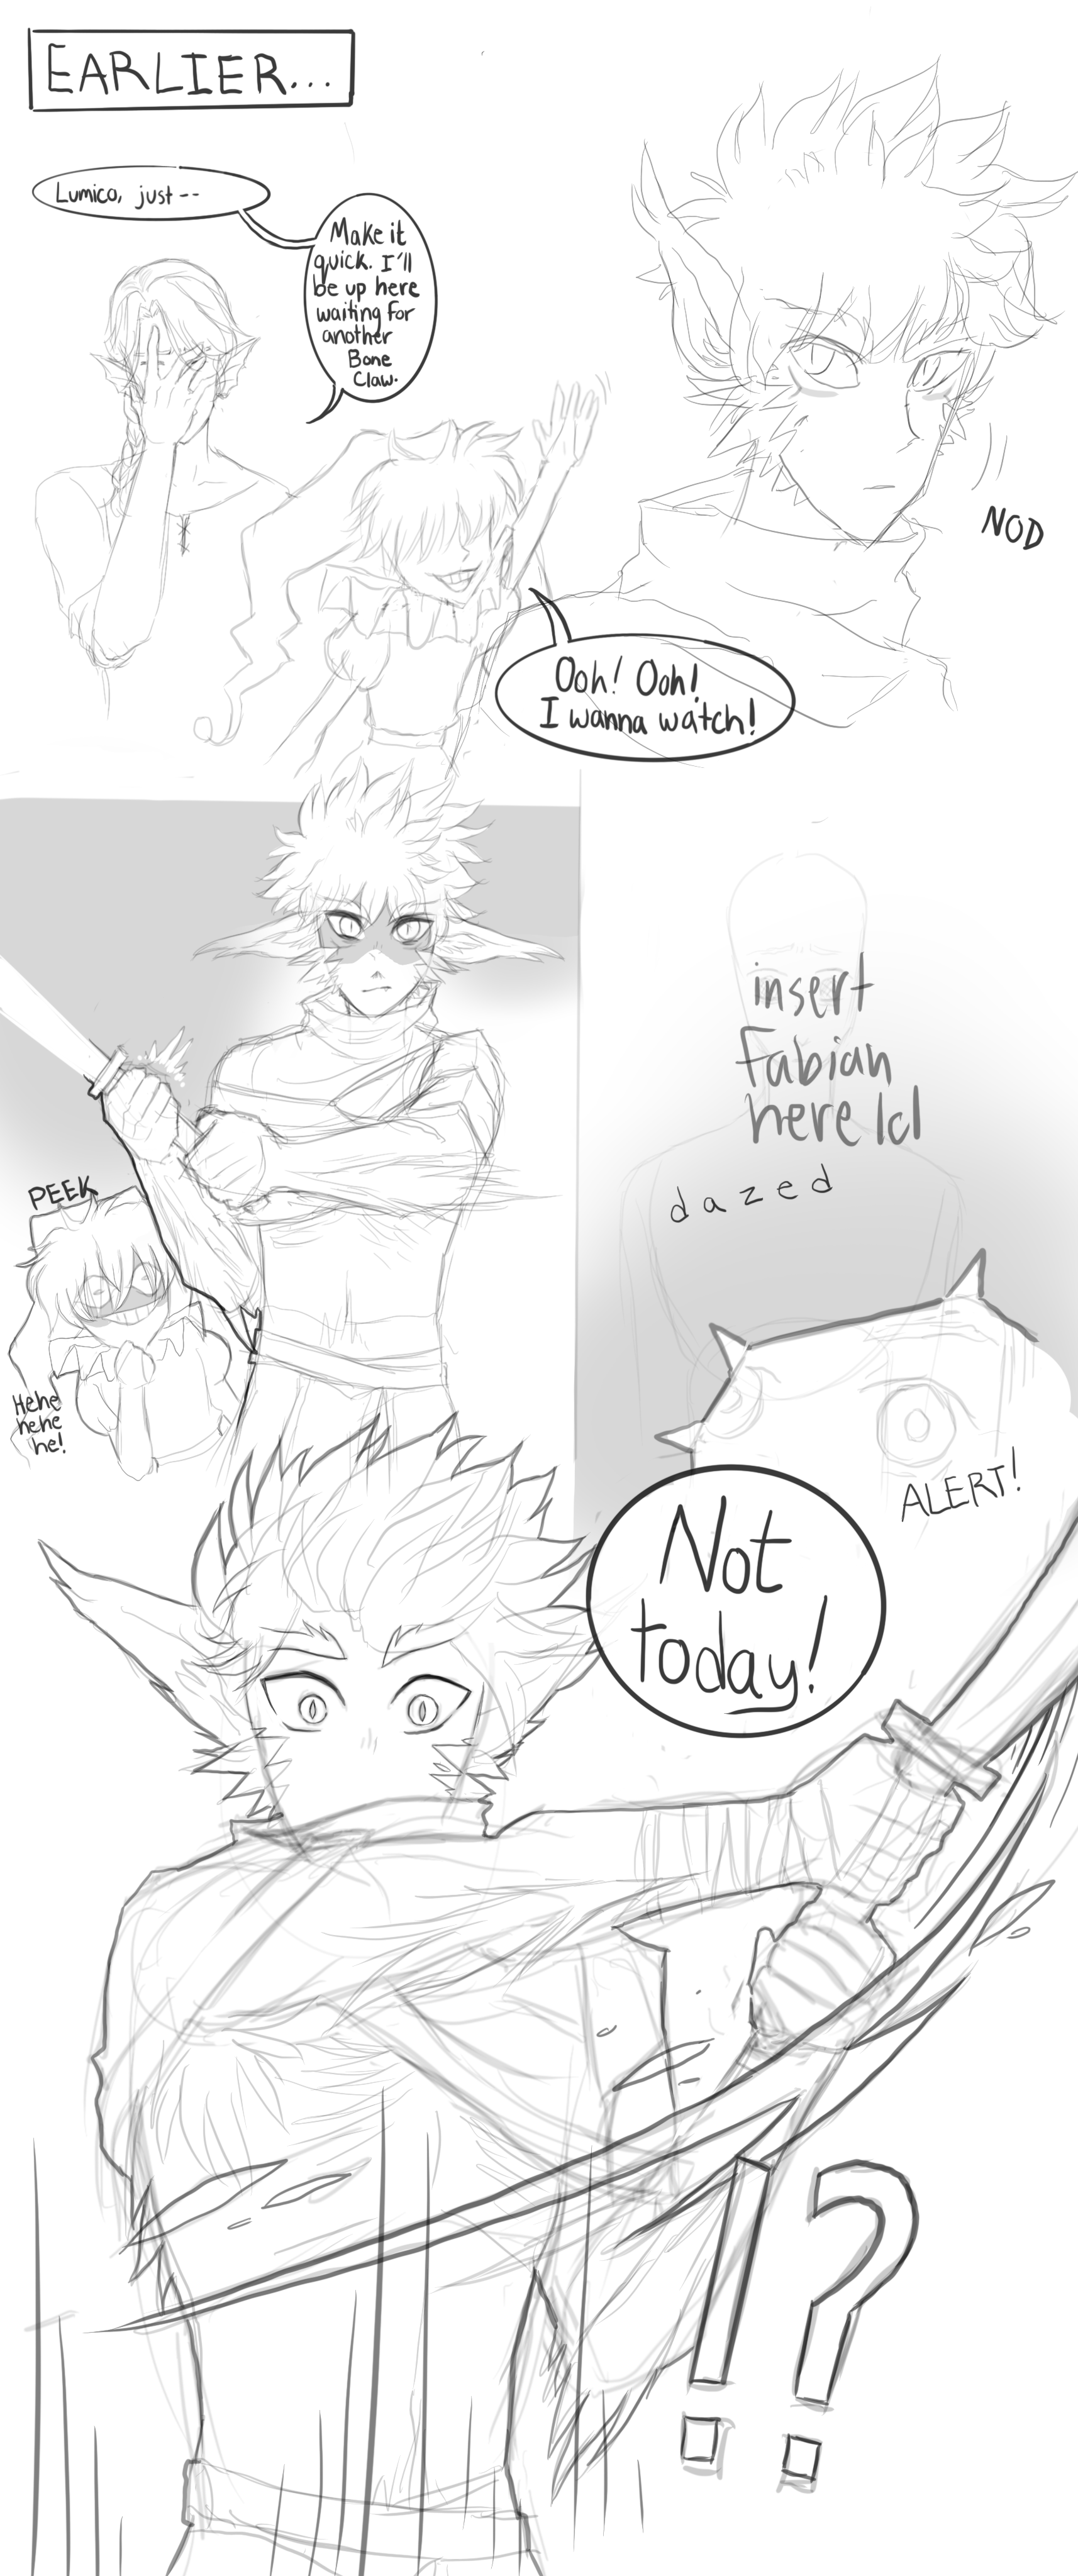 EARLIER...
Lumico, just--
Make it
quick. I'll
be up here
waiting for
another
Bone
Claw.
NOD
Ooh! Ooh!
I wanna watch!
insert
Fabian
here lol
dazed
PEEK
Hehe
hehe
he!
ALERT!
Not
today!
!?